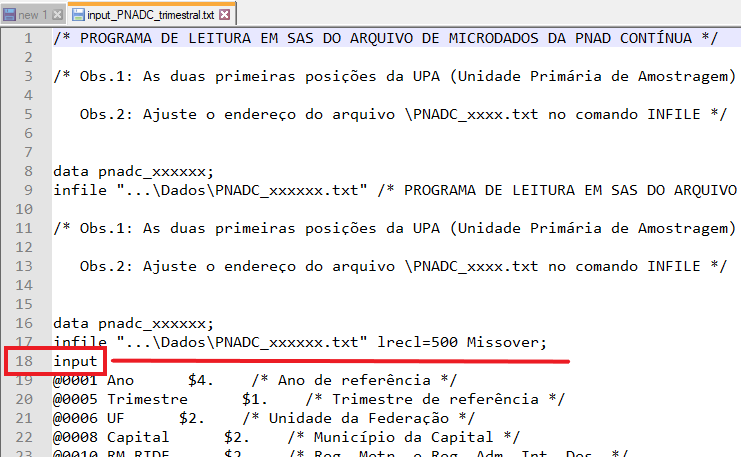 new 1
input_PNADC_trimestral.txt
1 /* PROGRAMA DE LEITURA EM SAS DO ARQUIVO DE MICRODADOS DA PNAD CONTÍNUA */
2
3 /* Obs.1: As duas primeiras posições da UPA (Unidade Primária de Amostragem)
4
5 Obs.2: Ajuste o endereço do arquivo \PNADC_xxxx.txt no comando INFILE */
6
7
8 data pnadc_xxxxxx;
9 infile "...\Dados\PNADC_xxxxxx.txt" /* PROGRAMA DE LEITURA EM SAS DO ARQUIVO
10
11 /* Obs.1: As duas primeiras posições da UPA (Unidade Primária de Amostragem)
12
13 Obs.2: Ajuste o endereço do arquivo \PNADC_xxxx.txt no comando INFILE */
14
15
16 data pnadc_xxxxxx;
17 infile "...\Dados\PNADC_xxxxxx.txt" lrecl=500 Missover;
18 input
19 @0001 Ano $4. /* Ano de referência */
20 @0005 Trimestre $1. /* Trimestre de referência */
21 @0006 UF $2. /* Unidade da Federação */
22 @0008 Capital $2. /* Município da Capital */
23 @0010 RM_RIDE $2. /* Reg. Metr. e Reg. Adm. Int. Des. */